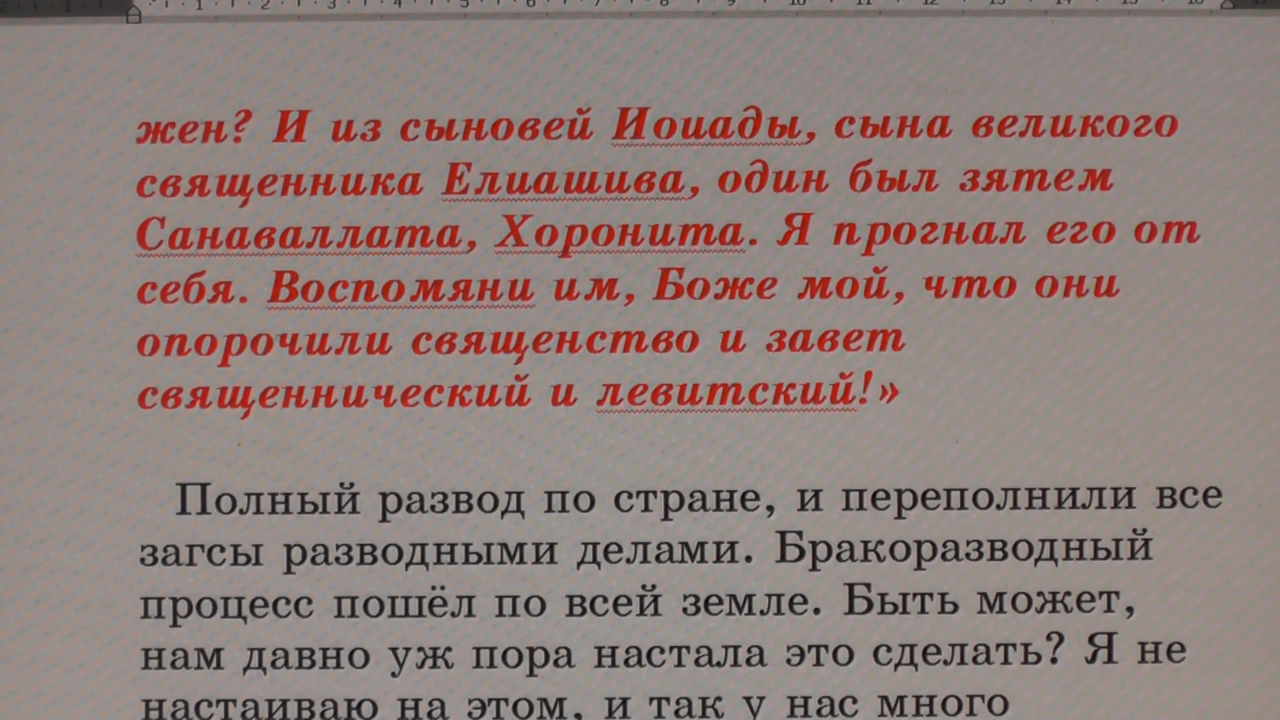 жен? И из сыновей Иоиады, сына великого
священника Елиашива, один был зятем
Санаваллата, Хоронита. Я прогнал его от
себя. Воспомяни им, Боже мой, что они
опорочили священство и завет
священнический и левитский!»
Полный развод по стране, и переполнили все
загсы разводными делами. Бракоразводный
процесс пошёл по всей земле. Быть может,
нам давно уж пора настала это сделать? Я не
настаиваю на этом, и так у нас много